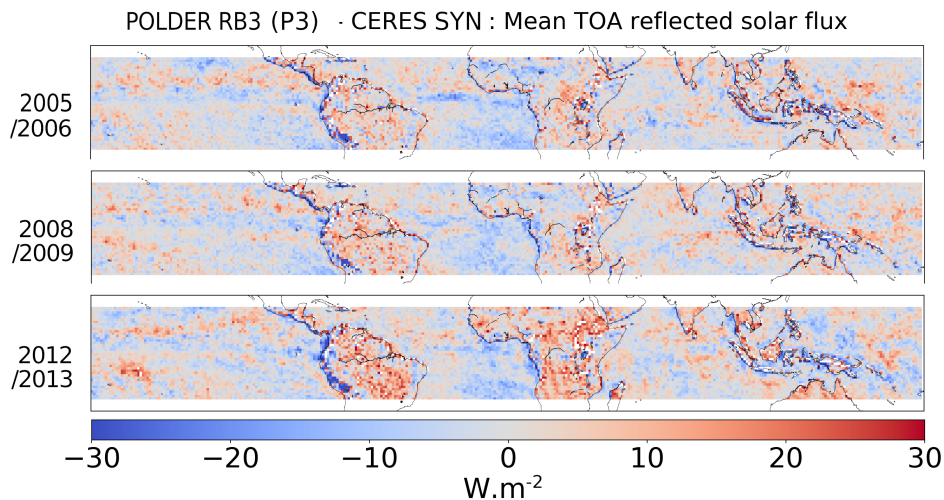 POLDER RB3 (P3) - CERES SYN : Mean TOA reflected solar flux
2005
/2006
2008
/2009
2012
/2013
−30 −20 −10 0 10 20 30
W.m-2